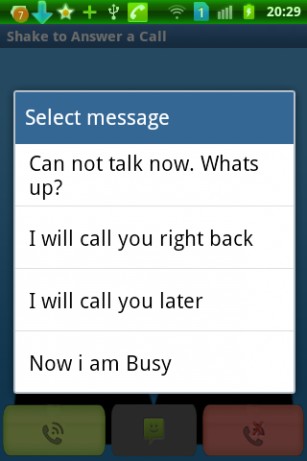 7 1 20:29
Shake to Answer a Call
Select message
Can not talk now. Whats
up?
I will call you right back
I will call you later
Now i am Busy